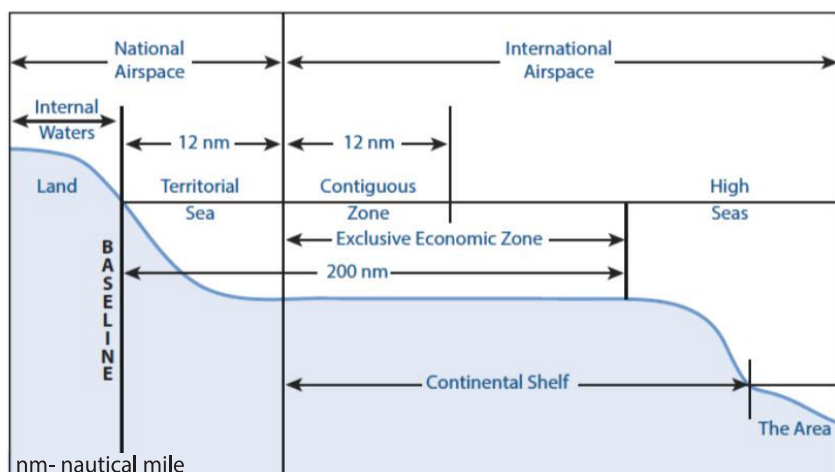 National
Airspace
International
Airspace
Internal
Waters
12 nm
12 nm
Land
Territorial
Sea
Contiguous
Zone
High
Seas
Exclusive Economic Zone
200 nm
BASELINE
Continental Shelf
The Area
nm- nautical mile